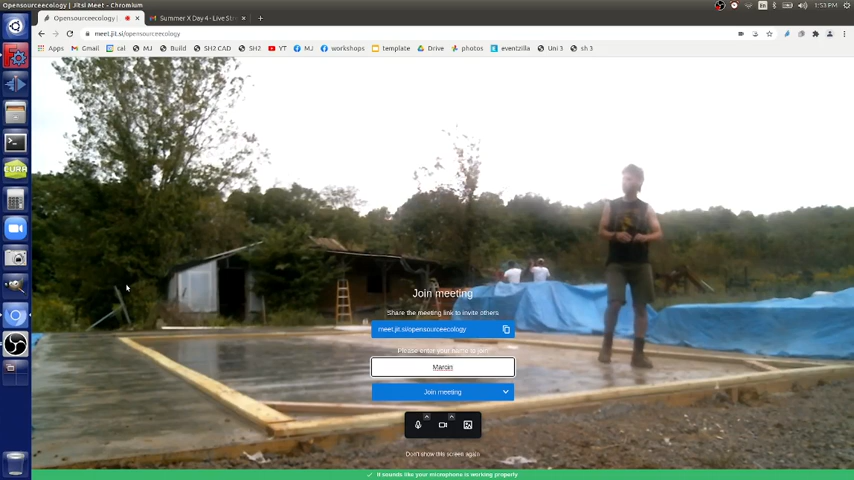 Opensourceecology | Jitsi Meet - Chromium
En
1:53 PM
Opensourceecology |
Summer X Day 4 - Live St
meet.jit.si/opensourceecology
Apps
Gmail
cal
MJ
Build
SH2 CAD
SH2
YT
MJ
workshops
template
Drive
photos
eventzilla
Uni 3
sh 3
CURA
Join meeting
Share the meeting link to invite others
meet.jit.si/opensourceecology
Please enter your name to join
Marcin
Join meeting
Don't show this screen again
It sounds like your microphone is working properly